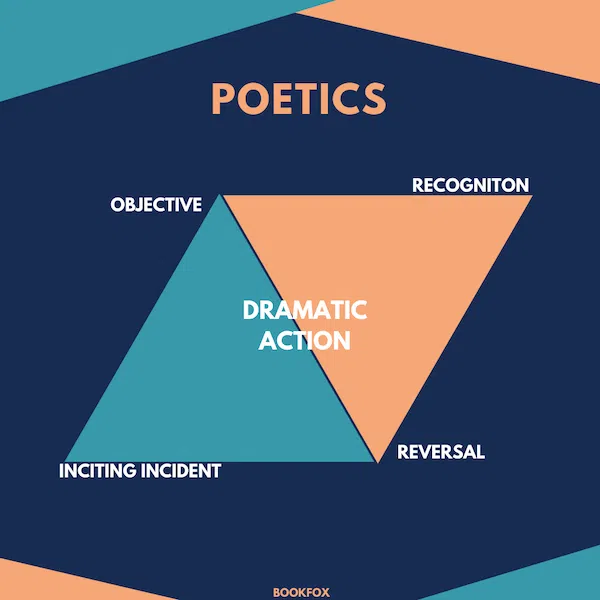 POETICS
RECOGNITON
OBJECTIVE
DRAMATIC
ACTION
REVERSAL
INCITING INCIDENT
BOOKFOX